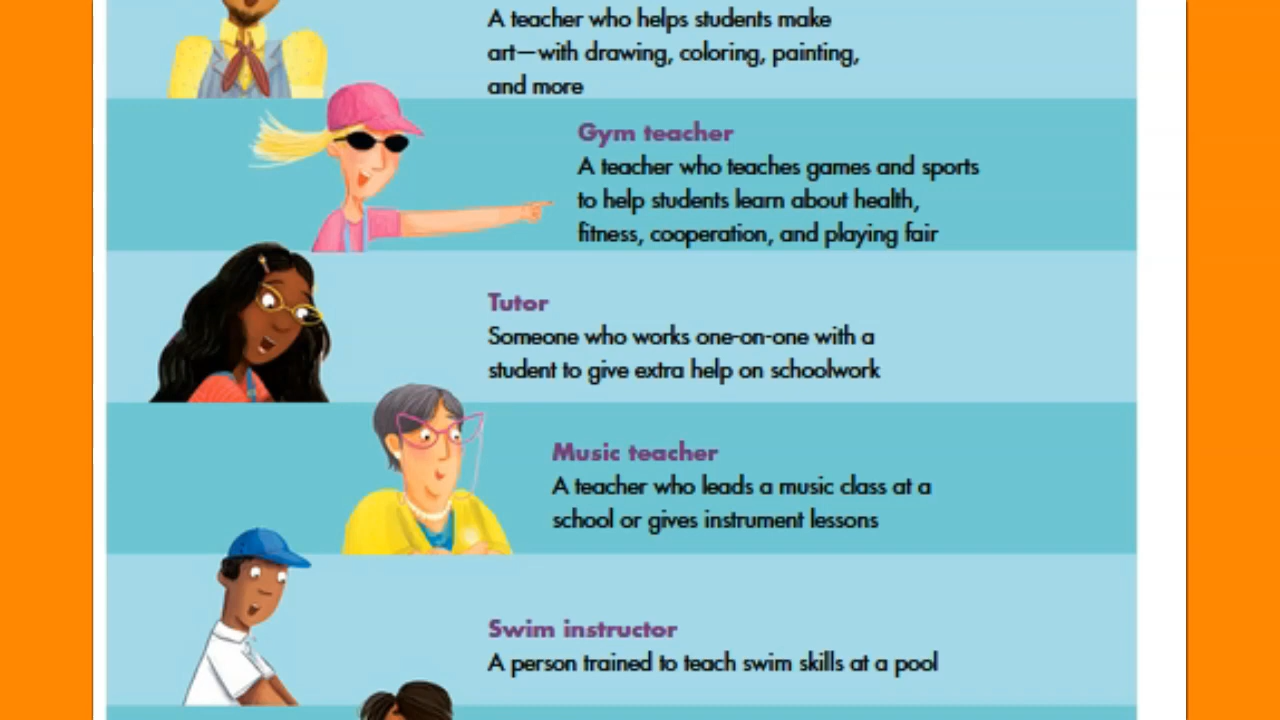 A teacher who helps students make
art—with drawing, coloring, painting,
and more
Gym teacher
A teacher who teaches games and sports
to help students learn about health,
fitness, cooperation, and playing fair
Tutor
Someone who works one-on-one with a
student to give extra help on schoolwork
Music teacher
A teacher who leads a music class at a
school or gives instrument lessons
Swim instructor
A person trained to teach swim skills at a pool